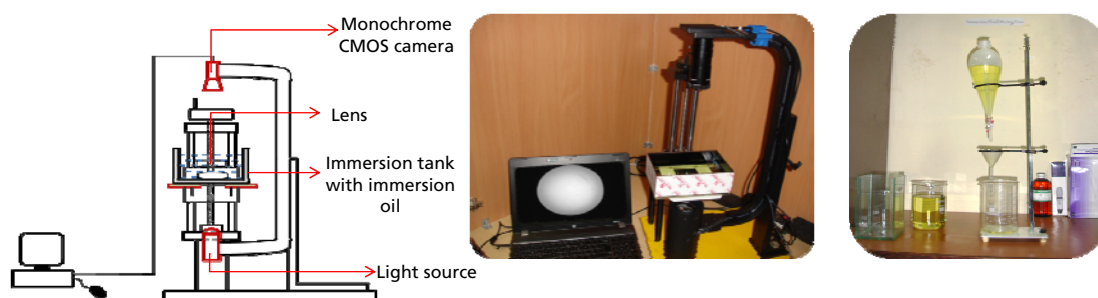 Monochrome
CMOS camera
Lens
Immersion tank
with immersion
oil
Light source